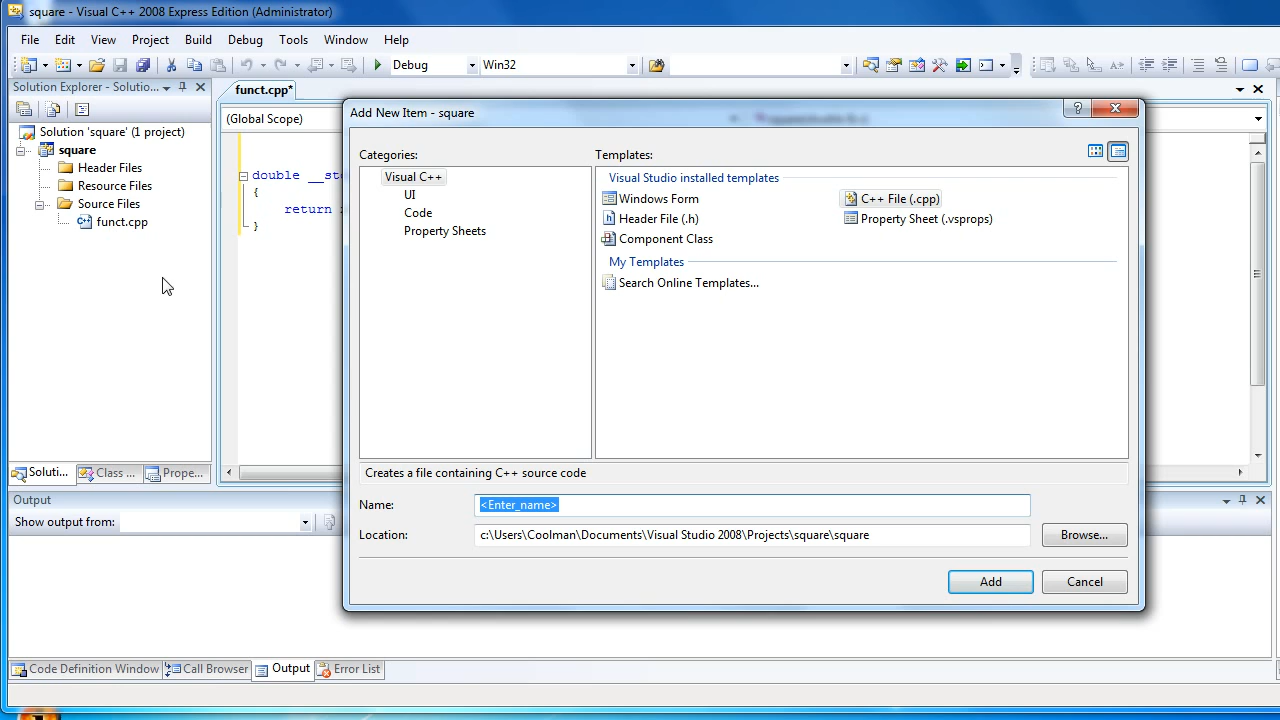 square - Visual C++ 2008 Express Edition (Administrator)
File Edit View Project Build Debug Tools Window Help
Debug Win32
Solution Explorer - Solutio...
funct.cpp*
(Global Scope)
Solution 'square' (1 project)
square
Header Files
Resource Files
Source Files
funct.cpp
double
{
return
}
Add New Item - square
Categories:
Visual C++
UI
Code
Property Sheets
Templates:
Visual Studio installed templates
Windows Form
C++ File (.cpp)
Header File (.h)
Property Sheet (.vsprops)
Component Class
My Templates
Search Online Templates...
Creates a file containing C++ source code
Name: <Enter_name>
Location: c:\Users\Coolman\Documents\Visual Studio 2008\Projects\square\square
Browse...
Add Cancel
Soluti... Class ... Prope...
Output
Show output from:
Code Definition Window Call Browser Output Error List